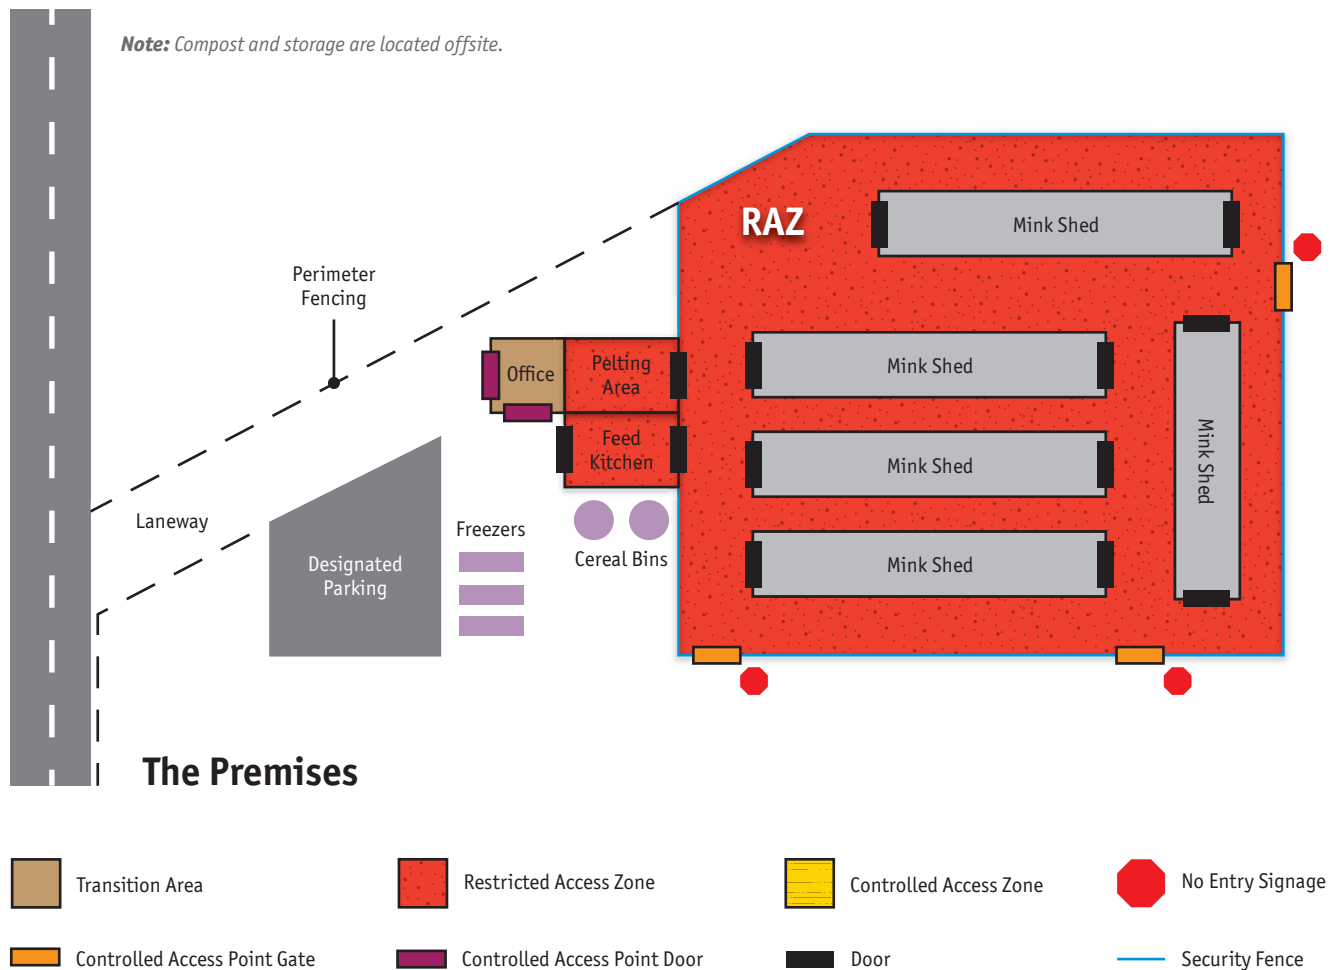 Note: Compost and storage are located offsite.
RAZ
Mink Shed
Perimeter
Fencing
Office
Pelting
Area
Mink Shed
Feed
Kitchen
Mink Shed
Mink Shed
Laneway
Freezers
Cereal Bins
Designated
Parking
Mink Shed
The Premises
Transition Area
Restricted Access Zone
Controlled Access Zone
No Entry Signage
Controlled Access Point Gate
Controlled Access Point Door
Door
Security Fence